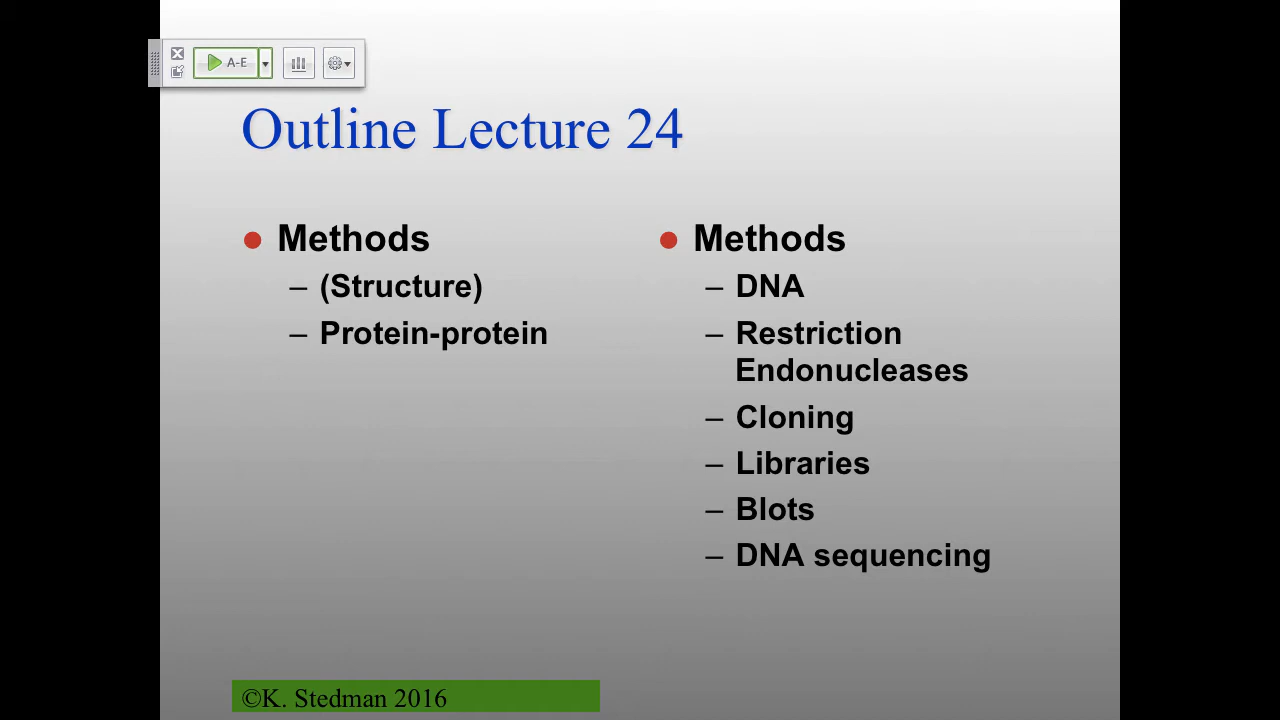 A-E
Outline Lecture 24
● Methods
– (Structure)
– Protein-protein
● Methods
– DNA
– Restriction
Endonucleases
– Cloning
– Libraries
– Blots
– DNA sequencing
©K. Stedman 2016